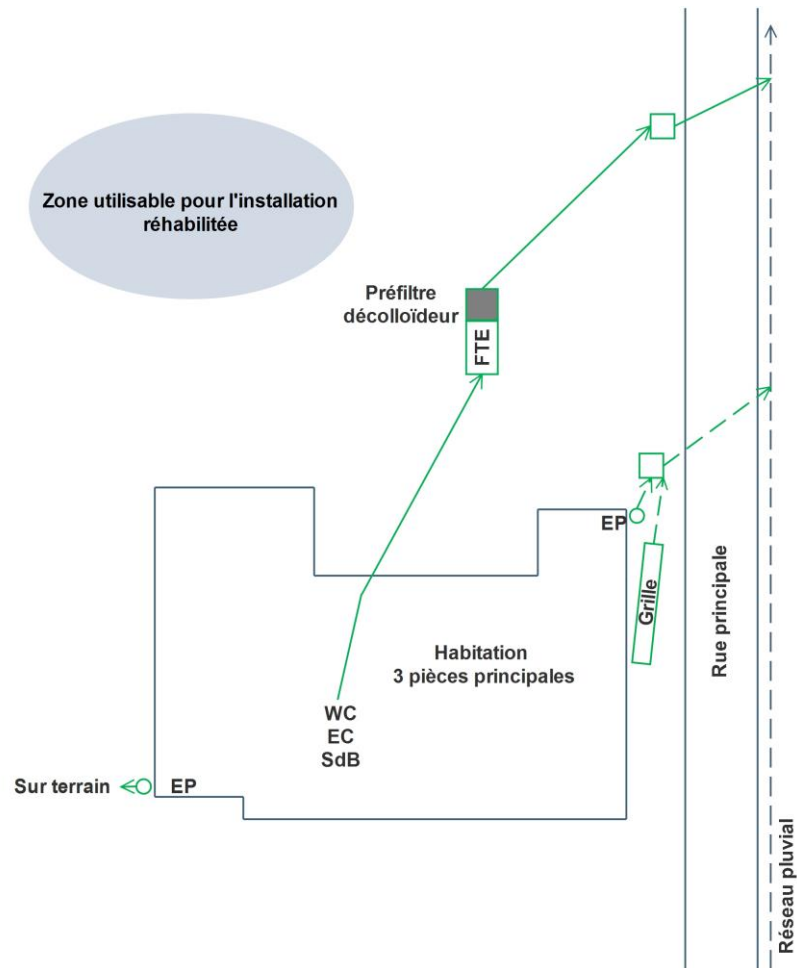 Zone utilisable pour l'installation
réhabilitée
Préfiltre
décolloïdeur
FTE
EP
Grille
Rue principale
Habitation
3 pièces principales
WC
EC
SdB
Sur terrain
EP
Réseau pluvial